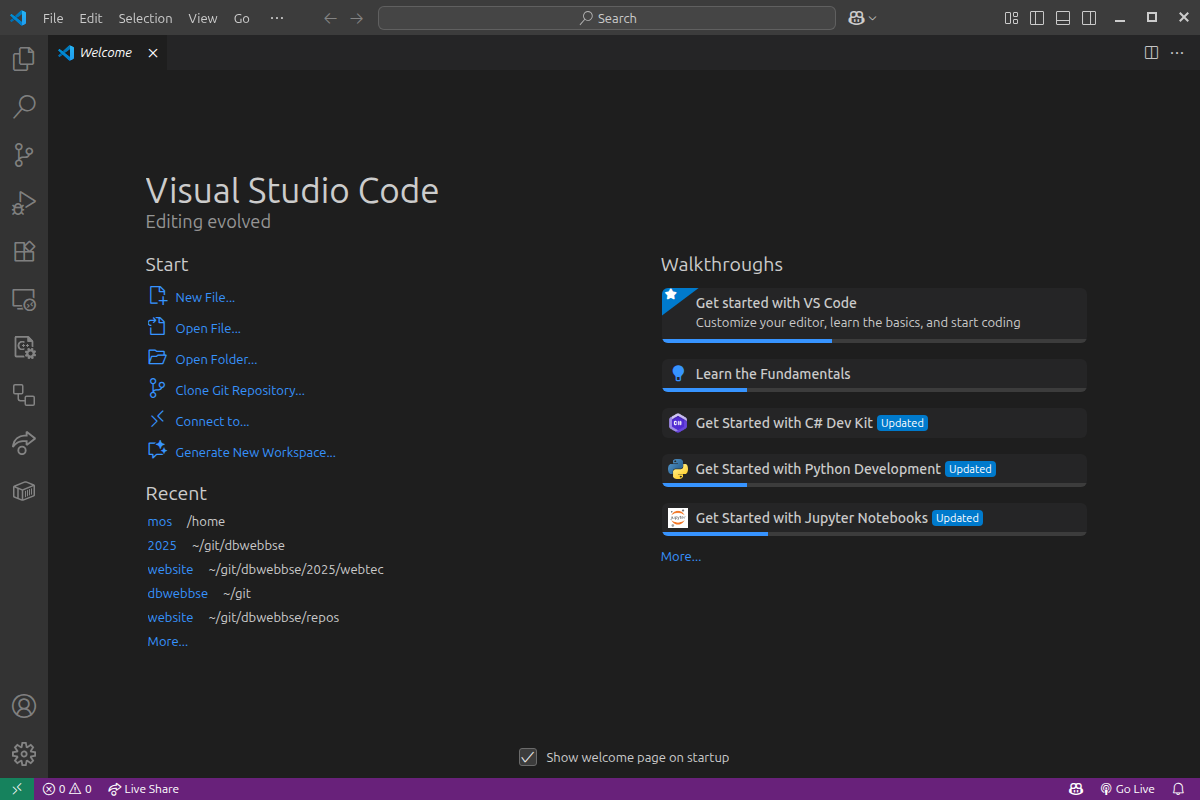 File Edit Selection View Go ··· Search
Welcome
Visual Studio Code
Editing evolved
Start
New File...
Open File...
Open Folder...
Clone Git Repository...
Connect to...
Generate New Workspace...
Recent
mos /home
2025 ~/git/dbwebbse
website ~/git/dbwebbse/2025/webtec
dbwebbse ~/git
website ~/git/dbwebbse/repos
More...
Walkthroughs
Get started with VS Code
Customize your editor, learn the basics, and start coding
Learn the Fundamentals
Get Started with C# Dev Kit Updated
Get Started with Python Development Updated
Get Started with Jupyter Notebooks Updated
More...
Show welcome page on startup
0 0 Live Share Go Live